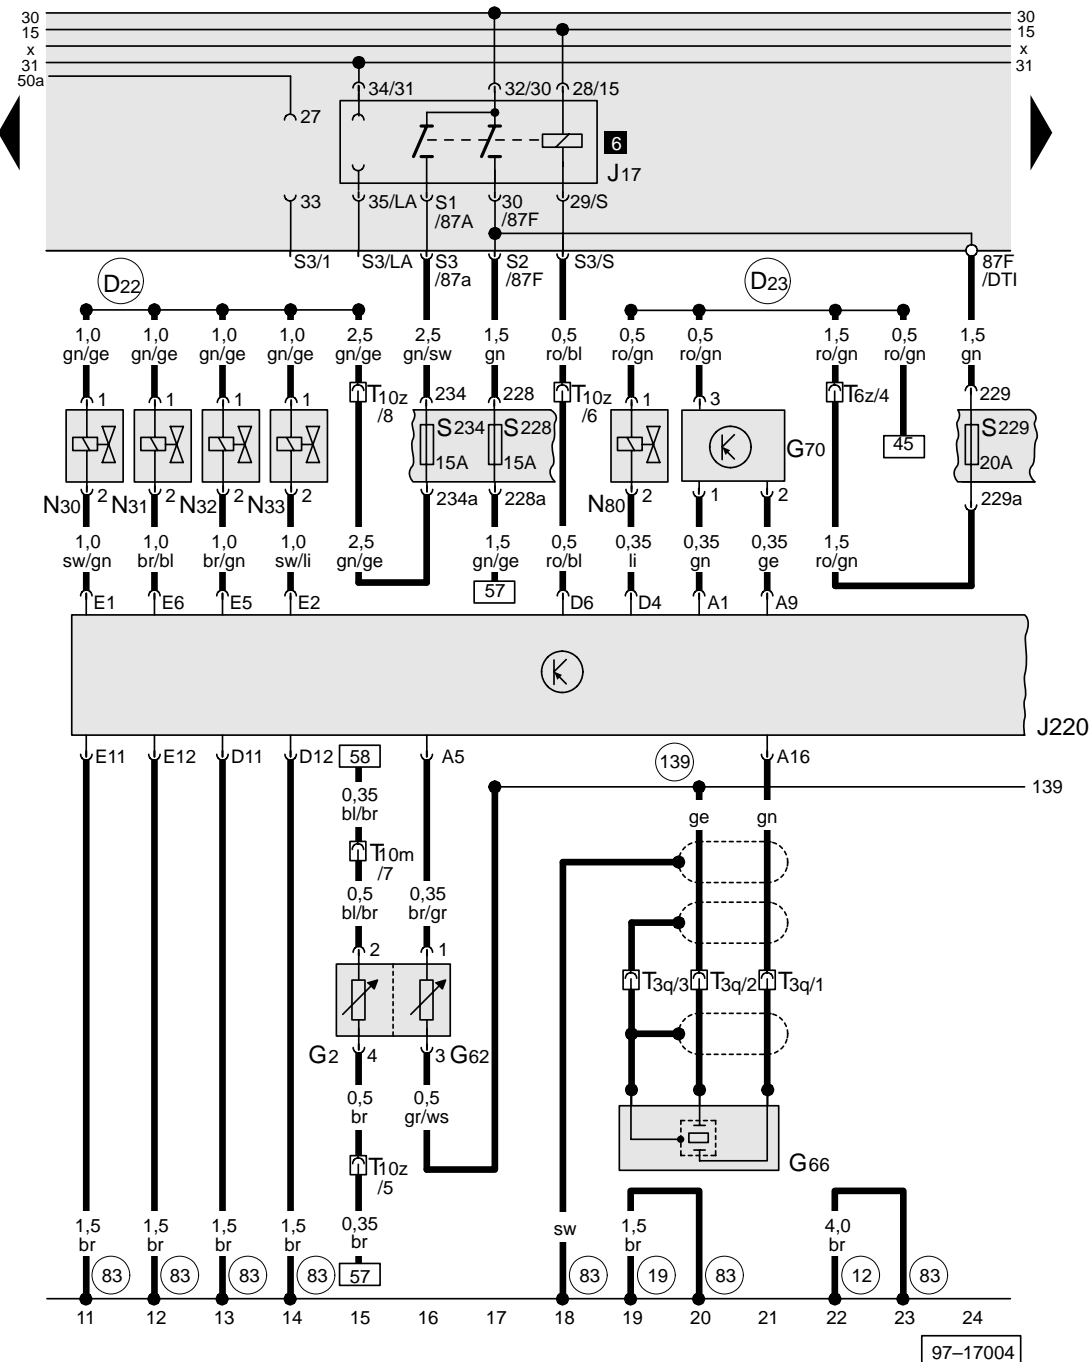 30 30
15 15
x x
31 31
50a
34/31 32/30 28/15
27
6
J17
33 35/LA S1 30 29/S
/87A /87F
S3/1 S3/LA S3 S2 S3/S 87F
/87a /87F /DTI
D22 D23
1,0 1,0 1,0 1,0 2,5 2,5 1,5 0,5 0,5 0,5 1,5 0,5 1,5
gn/ge gn/ge gn/ge gn/ge gn/ge gn/sw gn ro/bl ro/gn ro/gn ro/gn ro/gn gn
T10z T10z T6z/4
/8 /6
1 1 1 1 234 228 1 3 229
S234 S228 G70 45 S229
15A 15A 20A
N30 2 N31 2 N32 2 N33 2 234a 228a N80 2 1 2 229a
1,0 1,0 1,0 1,0 2,5 1,5 0,5 0,35 0,35 0,35 1,5
sw/gn br/bl br/gn sw/li gn/ge gn/ge ro/bl li gn ge ro/gn
57
E1 E6 E5 E2 D6 D4 A1 A9
J220
E11 E12 D11 D12 58 A5 139 A16
139
0,35
bl/br ge gn
T10m
/7
0,5 0,35
bl/br br/gr
2 1
T3q/3 T3q/2 T3q/1
G2 4 3 G62
0,5 0,5
br gr/ws
T10z
/5
G66
1,5 1,5 1,5 1,5 0,35 sw 1,5 4,0
br br br br br br br
83 83 83 83 57 83 19 83 12 83
11 12 13 14 15 16 17 18 19 20 21 22 23 24
97–17004